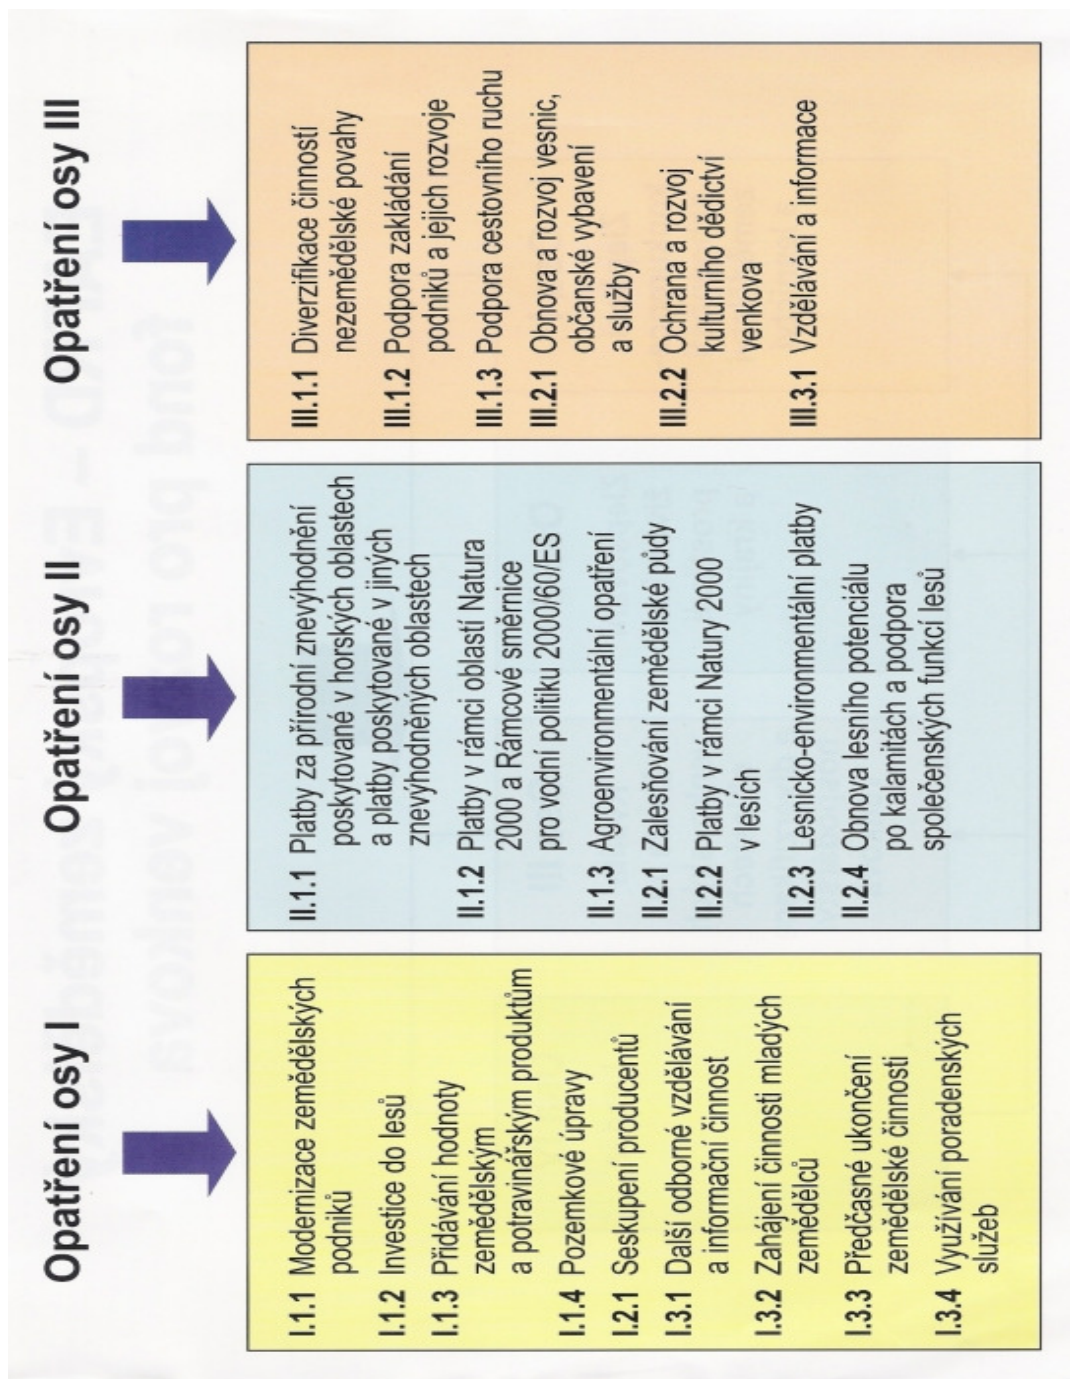 Opatření osy I
I.1.1 Modernizace zemědělských
podniků
I.1.2 Investice do lesů
I.1.3 Přidávání hodnoty
zemědělským
a potravinářským produktům
I.1.4 Pozemkové úpravy
I.2.1 Seskupení producentů
I.3.1 Další odborné vzdělávání
a informační činnost
I.3.2 Zahájení činnosti mladých
zemědělců
I.3.3 Předčasné ukončení
zemědělské činnosti
I.3.4 Využívání poradenských
služeb
Opatření osy II
II.1.1 Platby za přírodní znevýhodnění
poskytované v horských oblastech
a platby poskytované v jiných
znevýhodněných oblastech
II.1.2 Platby v rámci oblastí Natura
2000 a Rámcové směrnice
pro vodní politiku 2000/60/ES
II.1.3 Agroenvironmentální opatření
II.2.1 Zalesňování zemědělské půdy
II.2.2 Platby v rámci Natury 2000
v lesích
II.2.3 Lesnicko-environmentální platby
II.2.4 Obnova lesního potenciálu
po kalamitách a podpora
společenských funkcí lesů
Opatření osy III
III.1.1 Diverzifikace činností
nezemědělské povahy
III.1.2 Podpora zakládání
podniků a jejich rozvoje
III.1.3 Podpora cestovního ruchu
III.2.1 Obnova a rozvoj vesnic,
občanské vybavení
a služby
III.2.2 Ochrana a rozvoj
kulturního dědictví
venkova
III.3.1 Vzdělávání a informace